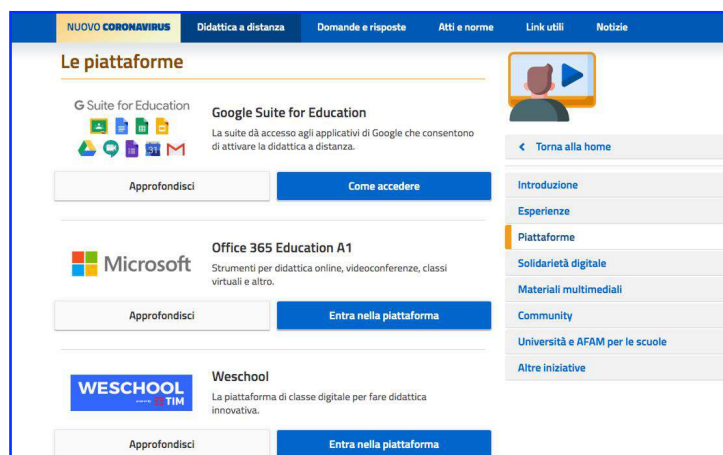 NUOVO CORONAVIRUS Didattica a distanza Domande e risposte Atti e norme Link utili Notizie
Le piattaforme
G Suite for Education
31
Google Suite for Education
La suite dà accesso agli applicativi di Google che consentono
di attivare la didattica a distanza.
Approfondisci Come accedere
Microsoft
Office 365 Education A1
Strumenti per didattica online, videoconferenze, classi
virtuali e altro.
Approfondisci Entra nella piattaforma
WESCHOOL
TIM
Weschool
La piattaforma di classe digitale per fare didattica
innovativa.
Approfondisci Entra nella piattaforma
Torna alla home
Introduzione
Esperienze
Piattaforme
Solidarietà digitale
Materiali multimediali
Community
Università e AFAM per le scuole
Altre iniziative